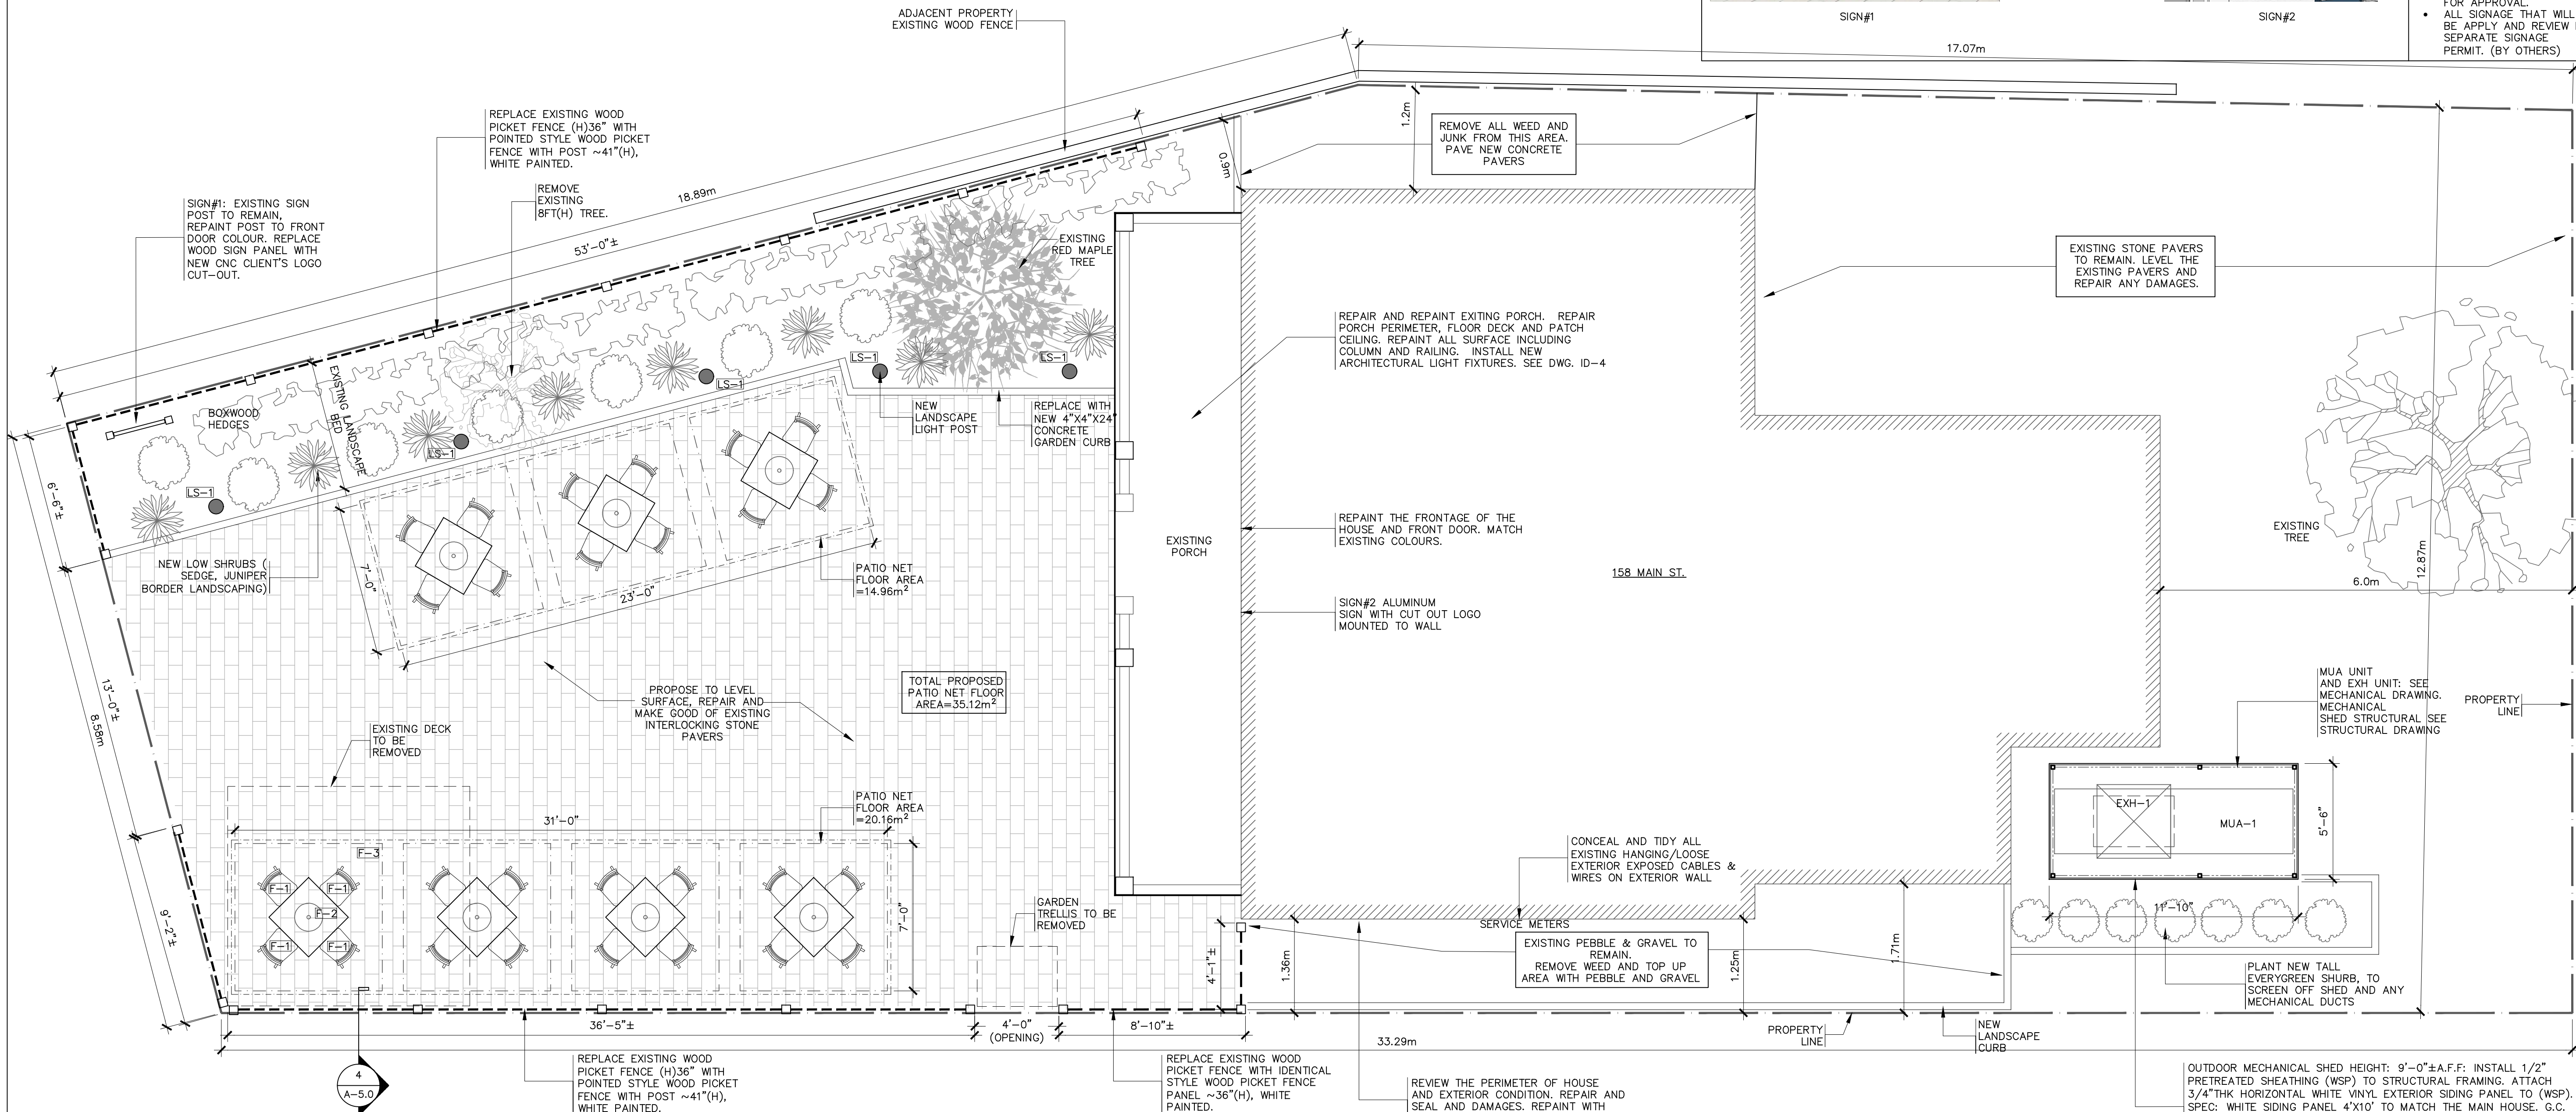 ADJACENT PROPERTY
EXISTING WOOD FENCE
SIGN#1
SIGN#2
FOR APPROVAL.
• ALL SIGNAGE THAT WILL
BE APPLY AND REVIEW
SEPARATE SIGNAGE
PERMIT. (BY OTHERS)
17.07m
REPLACE EXISTING WOOD
PICKET FENCE (H)36" WITH
POINTED STYLE WOOD PICKET
FENCE WITH POST ~41"(H),
WHITE PAINTED.
REMOVE
EXISTING
8FT(H) TREE.
SIGN#1: EXISTING SIGN
POST TO REMAIN,
REPAINT POST TO FRONT
DOOR COLOUR. REPLACE
WOOD SIGN PANEL WITH
NEW CNC CLIENT'S LOGO
CUT-OUT.
18.89m
53'-0"±
1.2m
0.9m
REMOVE ALL WEED AND
JUNK FROM THIS AREA.
PAVE NEW CONCRETE
PAVERS
EXISTING
RED MAPLE
TREE
EXISTING STONE PAVERS
TO REMAIN. LEVEL THE
EXISTING PAVERS AND
REPAIR ANY DAMAGES.
REPAIR AND REPAINT EXITING PORCH. REPAIR
PORCH PERIMETER, FLOOR DECK AND PATCH
CEILING. REPAINT ALL SURFACE INCLUDING
COLUMN AND RAILING. INSTALL NEW
ARCHITECTURAL LIGHT FIXTURES. SEE DWG. ID-4
LS-1
LS-1
LS-1
LS-1
LS-1
BOXWOOD
HEDGES
EXISTING LANDSCAPE
BED
NEW
LANDSCAPE
LIGHT POST
REPLACE WITH
NEW 4"X4"X24"
CONCRETE
GARDEN CURB
6'-6"±
NEW LOW SHRUBS (
SEDGE, JUNIPER
BORDER LANDSCAPING)
7'-0"
23'-0"
PATIO NET
FLOOR AREA
=14.96m²
EXISTING
PORCH
REPAINT THE FRONTAGE OF THE
HOUSE AND FRONT DOOR. MATCH
EXISTING COLOURS.
158 MAIN ST.
SIGN#2 ALUMINUM
SIGN WITH CUT OUT LOGO
MOUNTED TO WALL
EXISTING
TREE
12.87m
6.0m
13'-0"±
8.58m
PROPOSE TO LEVEL
SURFACE, REPAIR AND
MAKE GOOD OF EXISTING
INTERLOCKING STONE
PAVERS
TOTAL PROPOSED
PATIO NET FLOOR
AREA=35.12m²
MUA UNIT
AND EXH UNIT: SEE
MECHANICAL DRAWING.
MECHANICAL
SHED STRUCTURAL SEE
STRUCTURAL DRAWING
PROPERTY
LINE
EXISTING DECK
TO BE
REMOVED
31'-0"
PATIO NET
FLOOR AREA
=20.16m²
EXH-1
MUA-1
5'-6"
F-3
F-1
F-1
F-2
F-1
F-1
7'-0"
9'-2"±
GARDEN
TRELLIS TO BE
REMOVED
4'-1"±
CONCEAL AND TIDY ALL
EXISTING HANGING/LOOSE
EXTERIOR EXPOSED CABLES &
WIRES ON EXTERIOR WALL
SERVICE METERS
EXISTING PEBBLE & GRAVEL TO
REMAIN.
REMOVE WEED AND TOP UP
AREA WITH PEBBLE AND GRAVEL
1.36m
1.25m
1.71m
11'-10"
PLANT NEW TALL
EVERYGREEN SHURB, TO
SCREEN OFF SHED AND ANY
MECHANICAL DUCTS
36'-5"±
4'-0"
(OPENING)
8'-10"±
33.29m
PROPERTY
LINE
NEW
LANDSCAPE
CURB
4
A-5.0
REPLACE EXISTING WOOD
PICKET FENCE (H)36" WITH
POINTED STYLE WOOD PICKET
FENCE WITH POST ~41"(H),
WHITE PAINTED.
REPLACE EXISTING WOOD
PICKET FENCE WITH IDENTICAL
STYLE WOOD PICKET FENCE
PANEL ~36"(H), WHITE
PAINTED.
REVIEW THE PERIMETER OF HOUSE
AND EXTERIOR CONDITION. REPAIR AND
SEAL AND DAMAGES. REPAINT WITH
OUTDOOR MECHANICAL SHED HEIGHT: 9'-0"±A.F.F: INSTALL 1/2"
PRETREATED SHEATHING (WSP) TO STRUCTURAL FRAMING. ATTACH
3/4"THK HORIZONTAL WHITE VINYL EXTERIOR SIDING PANEL TO (WSP).
SPEC: WHITE SIDING PANEL 4'X10' TO MATCH THE MAIN HOUSE. G.C.